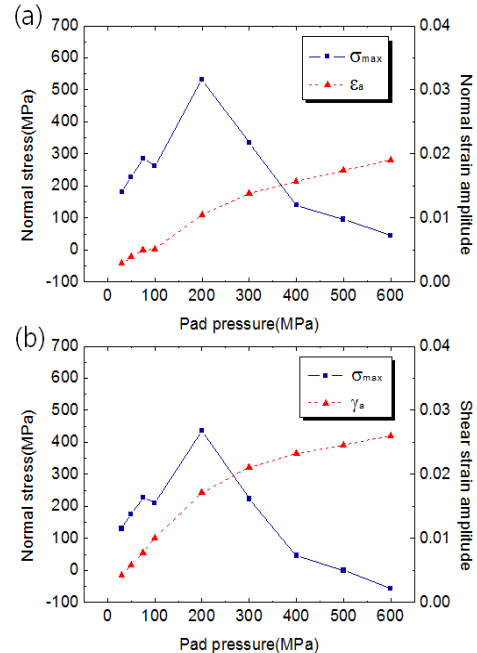 (a)
700
600
500
400
300
200
100
0
-100
Normal stress(MPa)
0.04
0.03
0.02
0.01
0.00
Normal strain amplitude
σmax
εa
0 100 200 300 400 500 600
Pad pressure(MPa)
(b)
700
600
500
400
300
200
100
0
-100
Normal stress(MPa)
0.04
0.03
0.02
0.01
0.00
Shear strain amplitude
σmax
γa
0 100 200 300 400 500 600
Pad pressure(MPa)